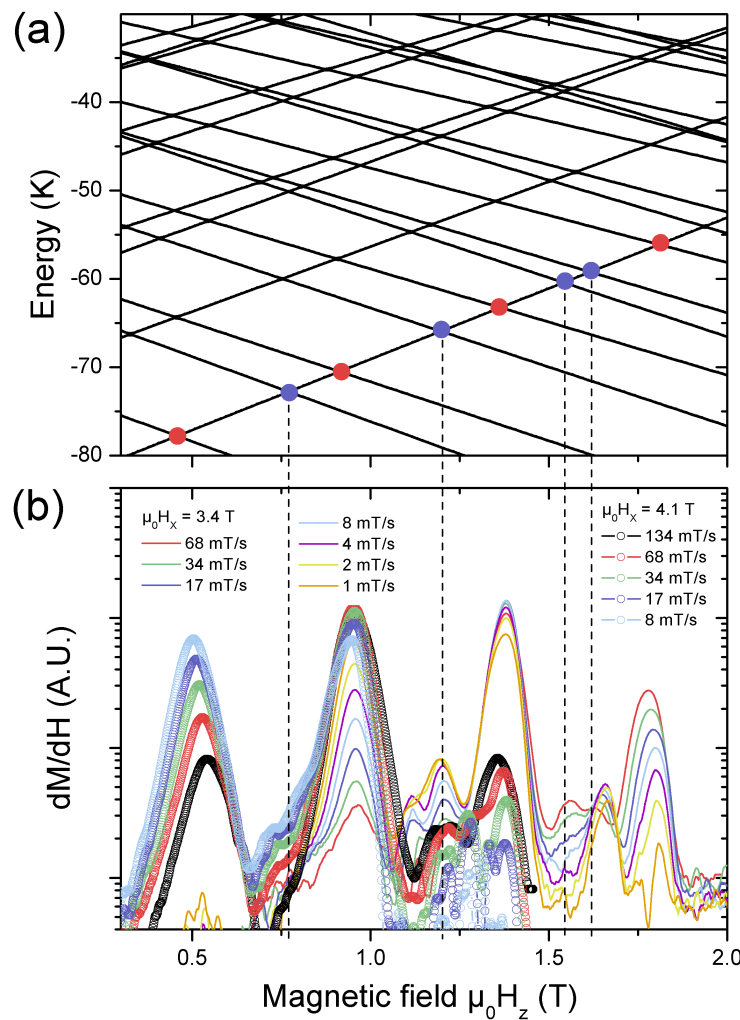 (a)
Energy (K)
-40
-50
-60
-70
-80
(b)
μ₀Hₓ = 3.4 T
68 mT/s
34 mT/s
17 mT/s
8 mT/s
4 mT/s
2 mT/s
1 mT/s
μ₀Hₓ = 4.1 T
134 mT/s
68 mT/s
34 mT/s
17 mT/s
8 mT/s
dM/dH (A.U.)
0.5 1.0 1.5 2.0
Magnetic field μ₀H_z (T)